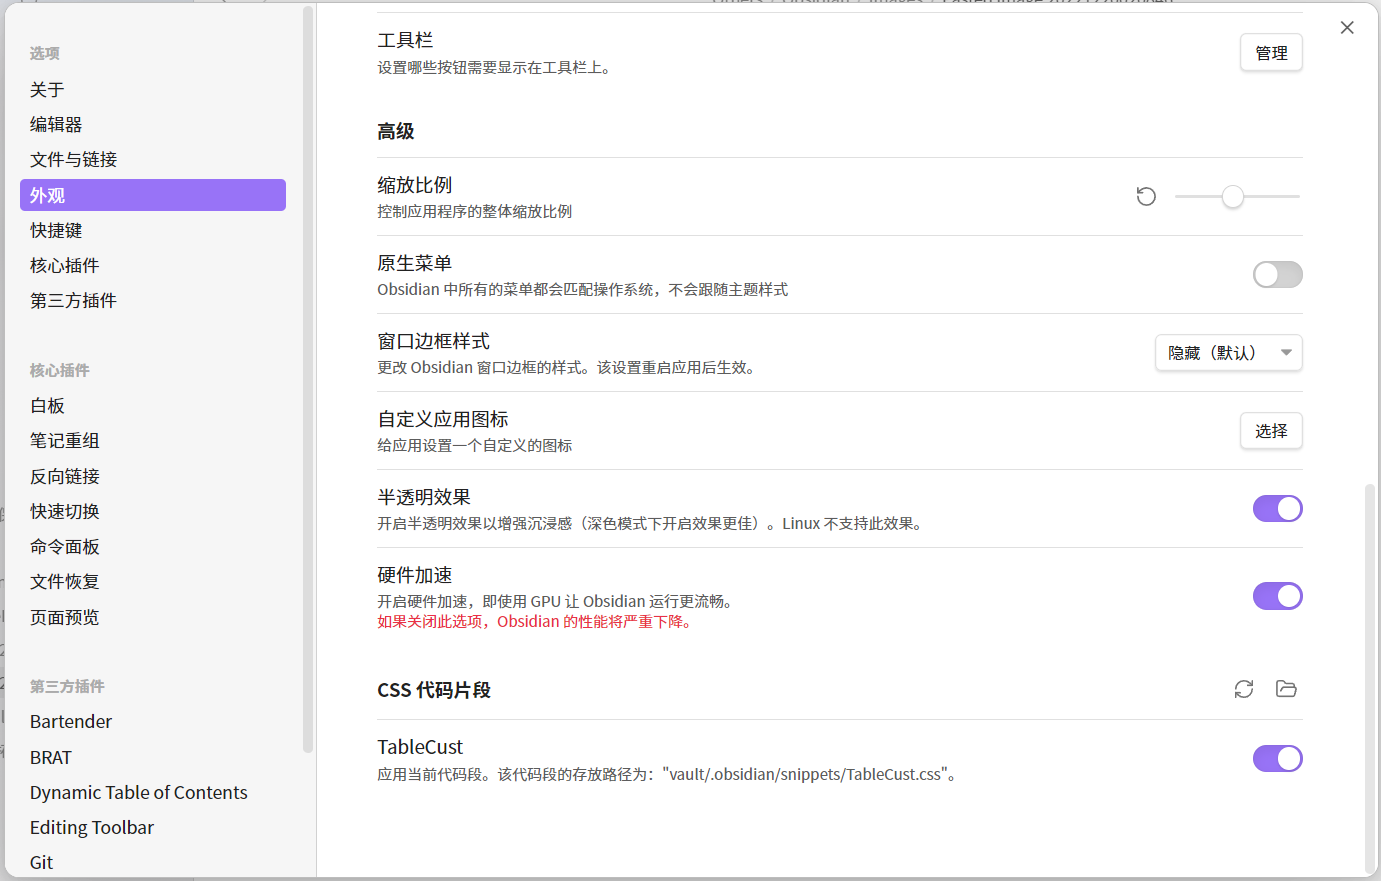 选项
关于
编辑器
文件与链接
外观
快捷键
核心插件
第三方插件
核心插件
白板
笔记重组
反向链接
快速切换
命令面板
文件恢复
页面预览
第三方插件
Bartender
BRAT
Dynamic Table of Contents
Editing Toolbar
Git
工具栏
设置哪些按钮需要显示在工具栏上。
管理
高级
缩放比例
控制应用程序的整体缩放比例
原生菜单
Obsidian 中所有的菜单都会匹配操作系统，不会跟随主题样式
窗口边框样式
更改 Obsidian 窗口边框的样式。该设置重启应用后生效。
隐藏（默认）
自定义应用图标
给应用设置一个自定义的图标
选择
半透明效果
开启半透明效果以增强沉浸感（深色模式下开启效果更佳）。Linux 不支持此效果。
硬件加速
开启硬件加速，即使用 GPU 让 Obsidian 运行更流畅。
如果关闭此选项，Obsidian 的性能将严重下降。
CSS 代码片段
TableCust
应用当前代码段。该代码段的存放路径为："vault/.obsidian/snippets/TableCust.css"。